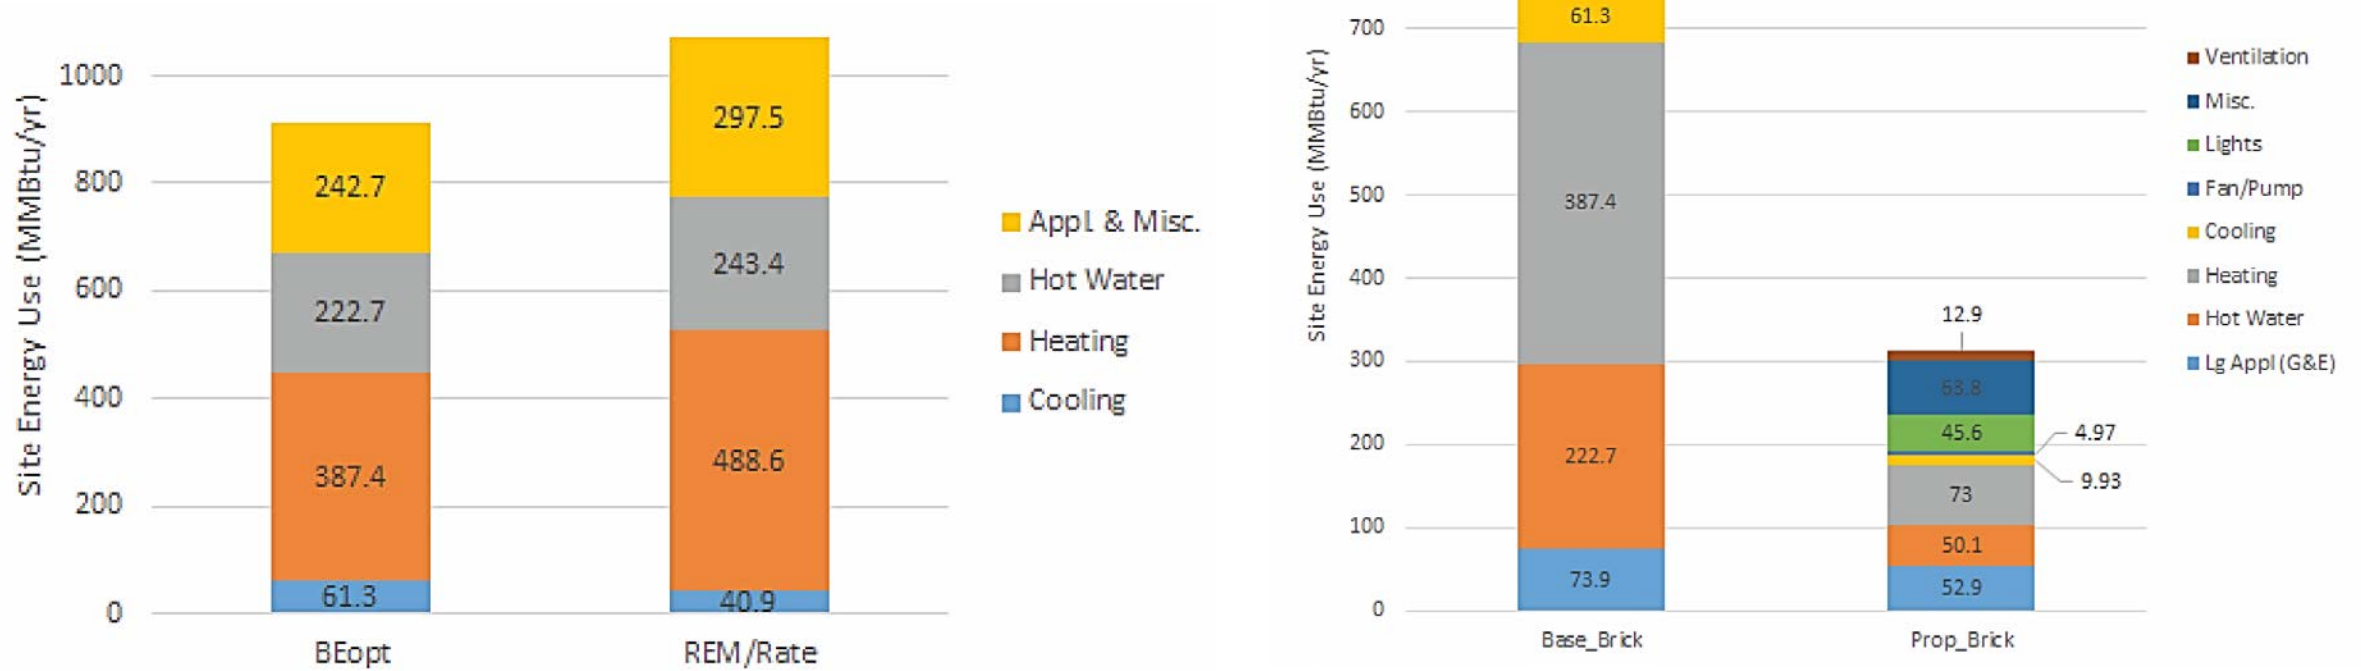 Site Energy Use (MMBtu/yr)
1000
800
600
400
200
0
242.7
222.7
387.4
61.3
297.5
243.4
488.6
40.9
BEopt
REM/Rate
Appl. & Misc.
Hot Water
Heating
Cooling
Site Energy Use (MMBtu/yr)
700
600
500
400
300
200
100
0
61.3
387.4
222.7
73.9
12.9
63.8
45.6
4.97
9.93
73
50.1
52.9
Base_Brick
Prop_Brick
Ventilation
Misc.
Lights
Fan/Pump
Cooling
Heating
Hot Water
Lg Appl (G&E)